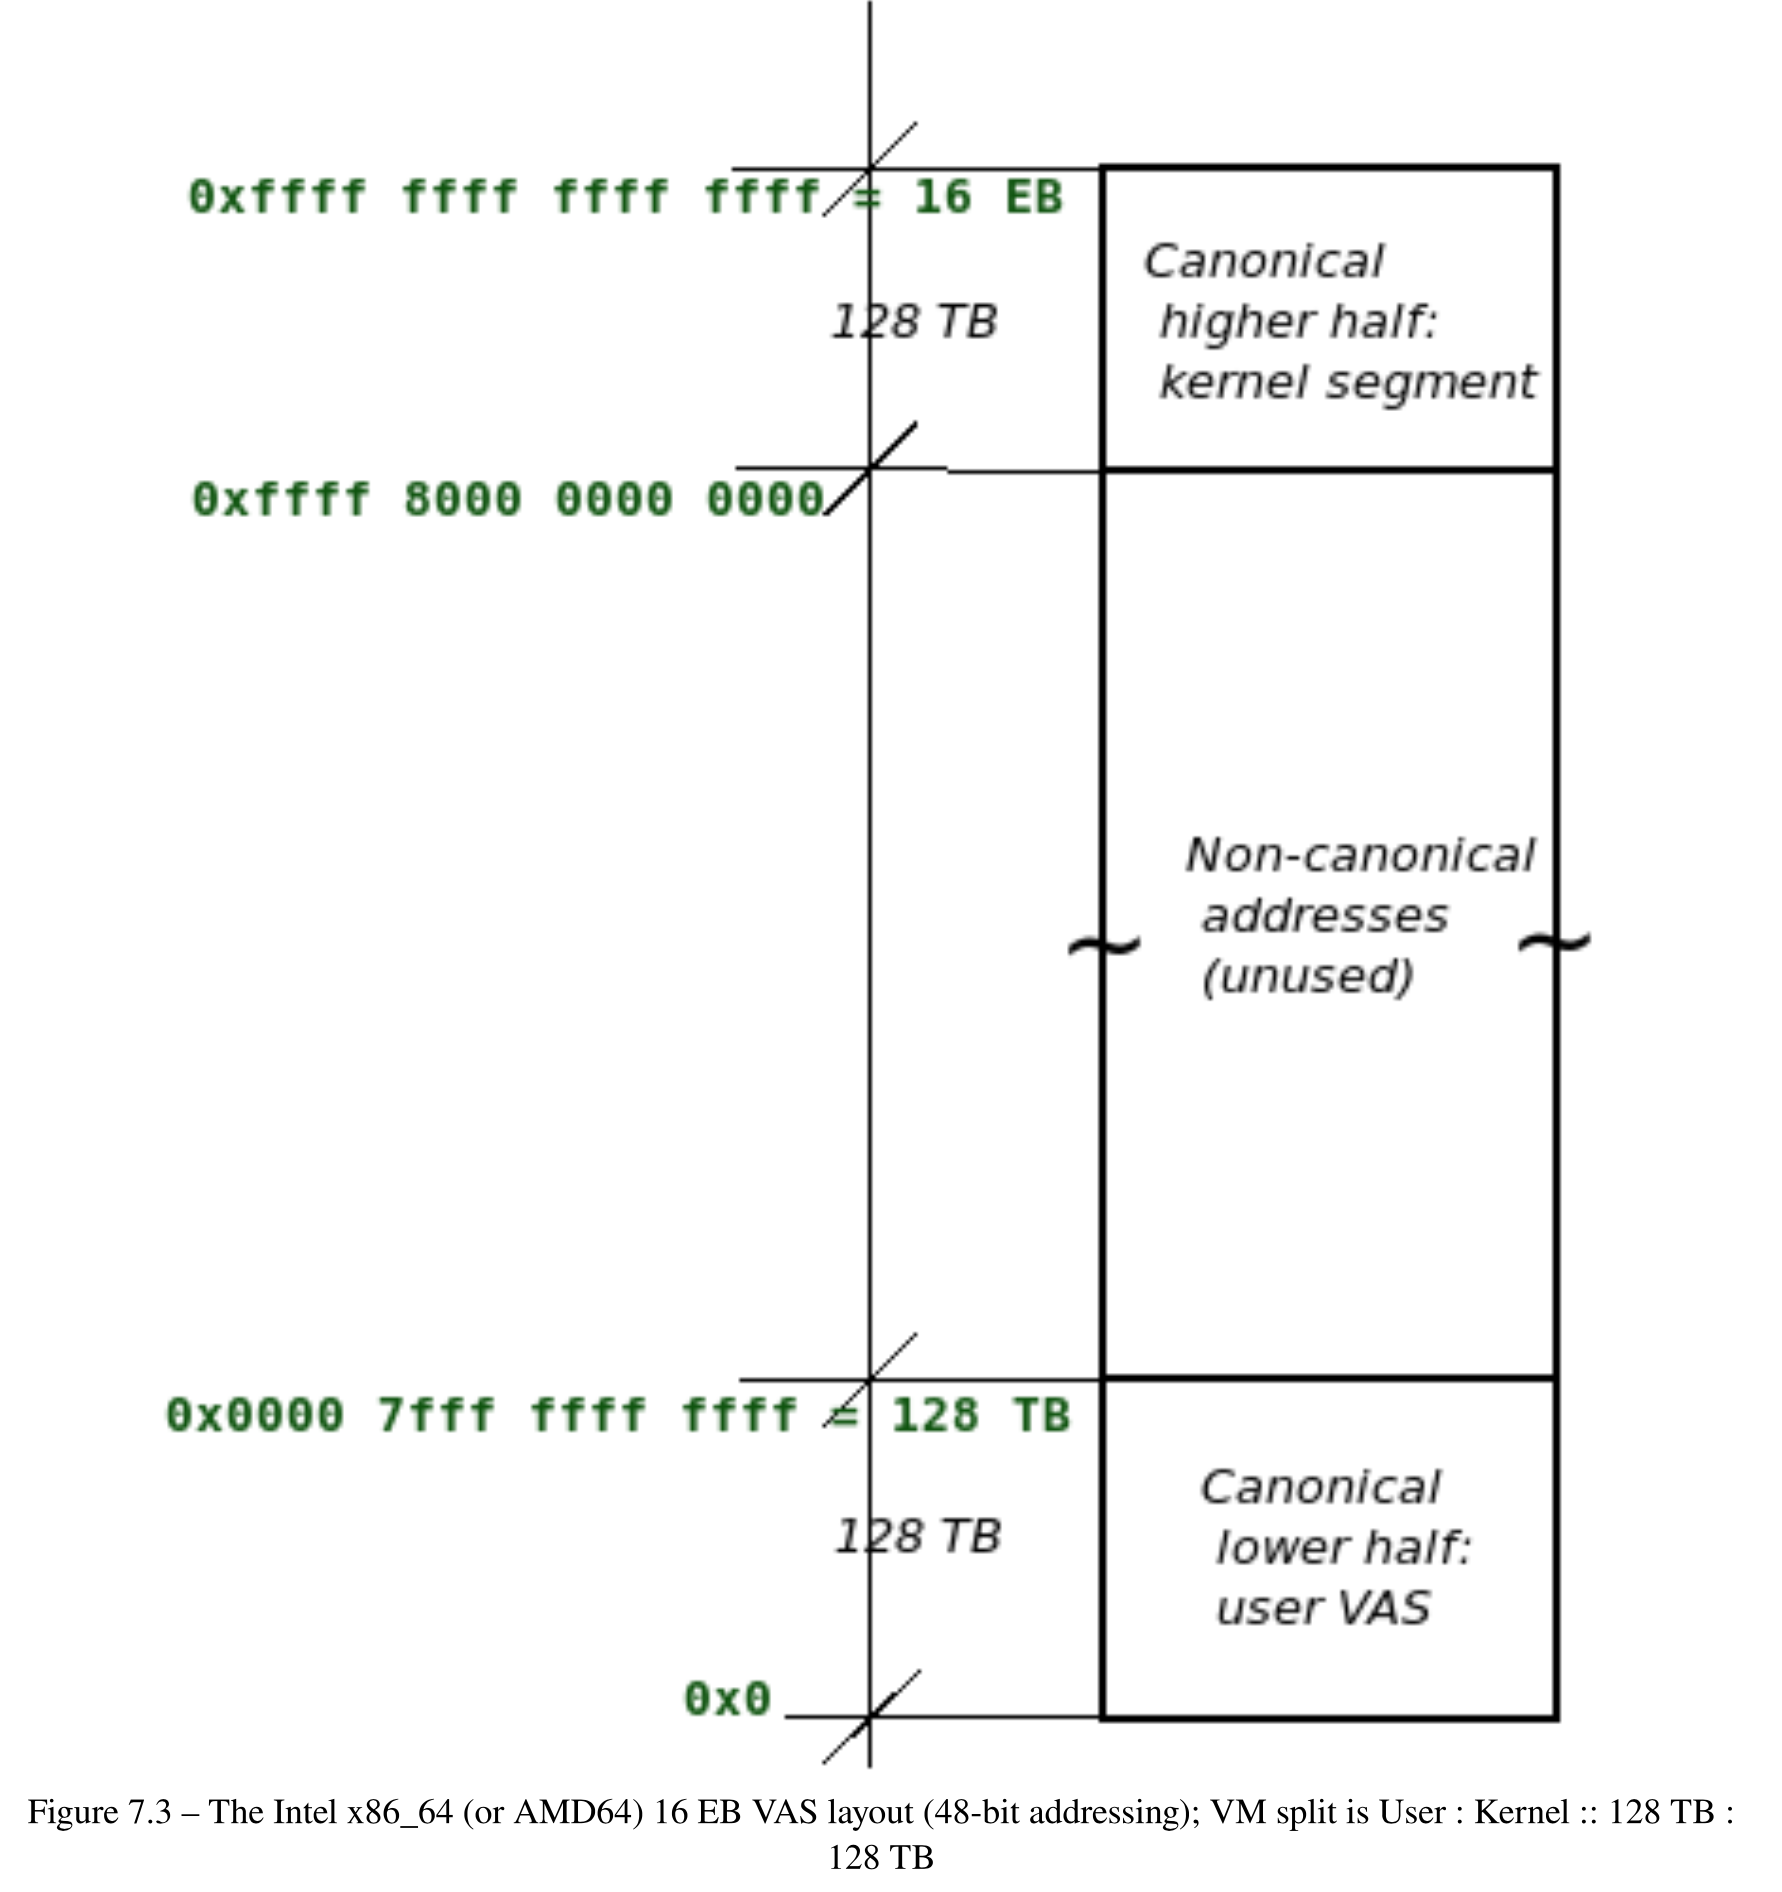 0xffff ffff ffff ffff = 16 EB
Canonical
higher half:
kernel segment
128 TB
0xffff 8000 0000 0000
Non-canonical
addresses
(unused)
0x0000 7fff ffff ffff = 128 TB
Canonical
lower half:
user VAS
128 TB
0x0
Figure 7.3 – The Intel x86_64 (or AMD64) 16 EB VAS layout (48-bit addressing); VM split is User : Kernel :: 128 TB :
128 TB